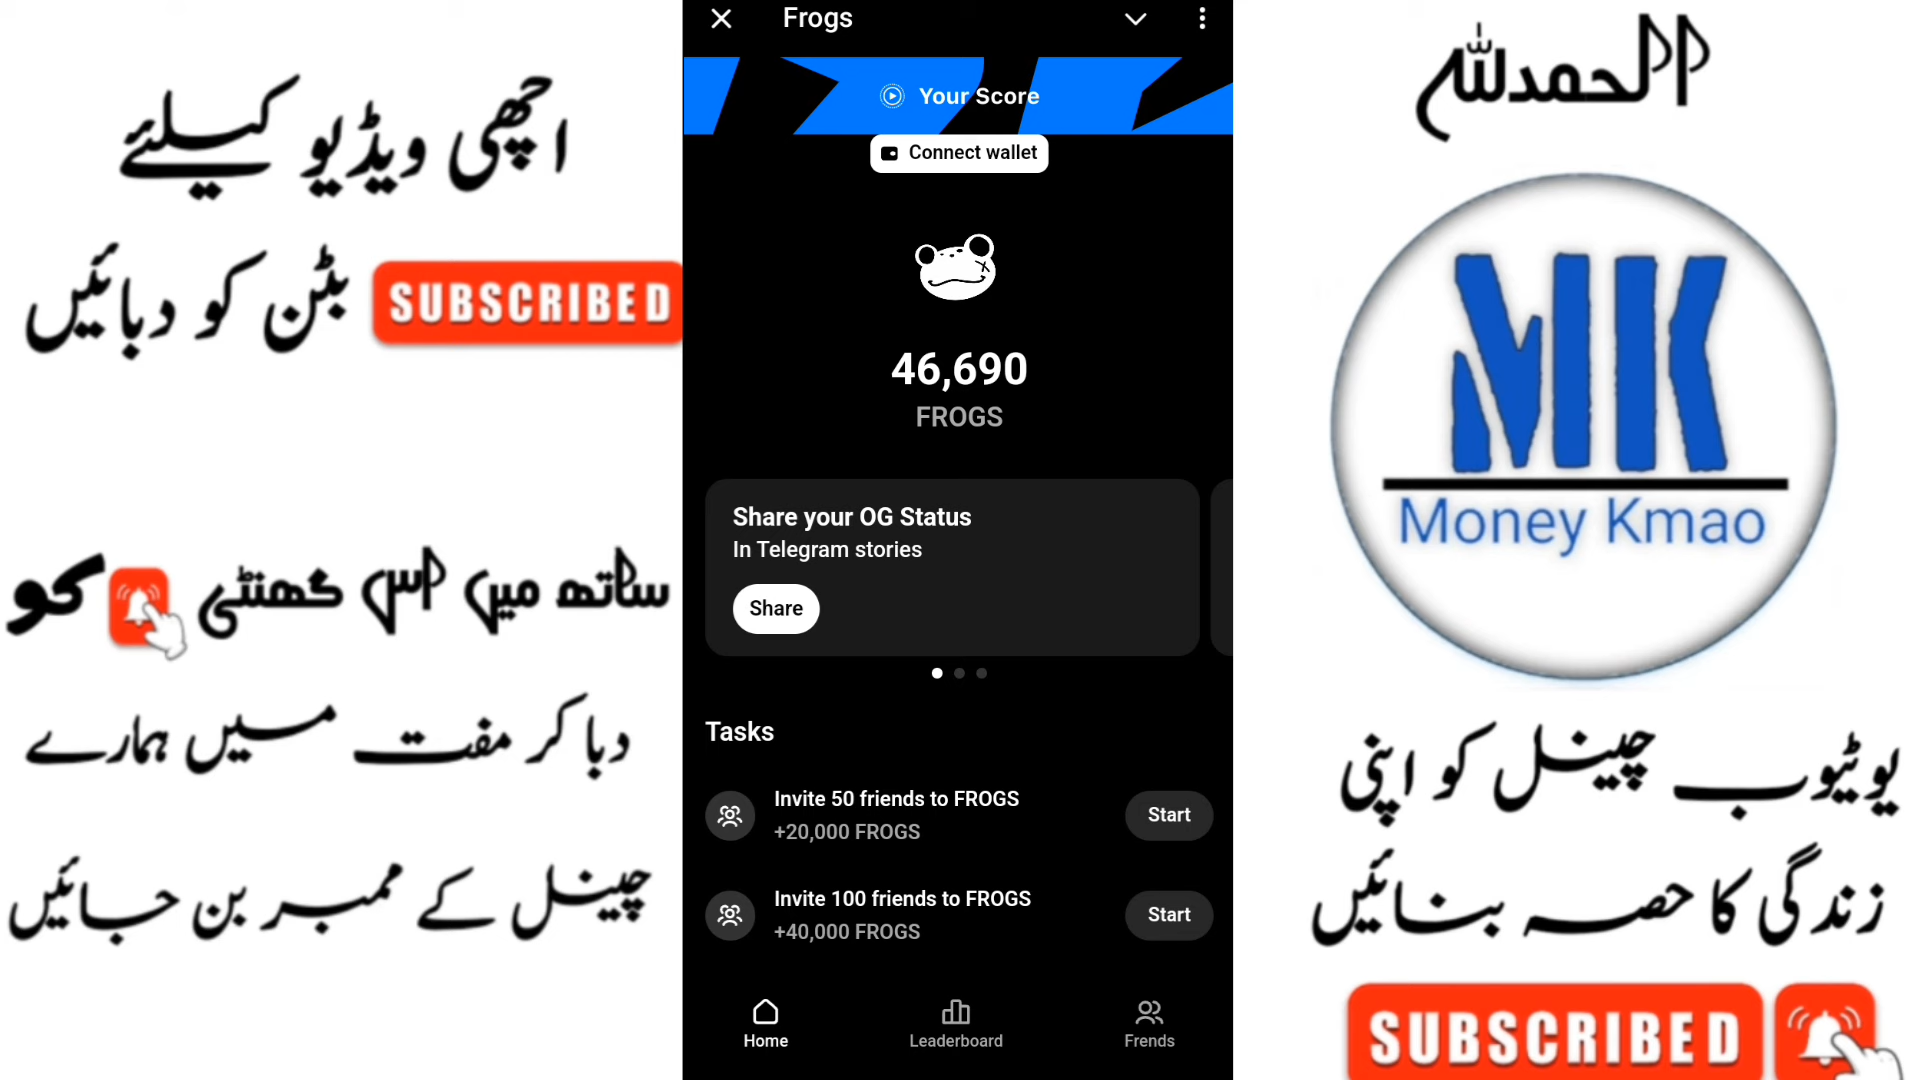 اچھی ویڈیو کیلئے
بٹن کو دبائیں SUBSCRIBED
ساتھ میں اس گھنٹی کو
دبا کر مفت میں ہمارے
چینل کے ممبر بن جائیں
Frogs
Your Score
Connect wallet
46,690
FROGS
Share your OG Status
In Telegram stories
Share
Tasks
Invite 50 friends to FROGS
+20,000 FROGS
Start
Invite 100 friends to FROGS
+40,000 FROGS
Start
Home
Leaderboard
Frends
الحمدللہ
MK
Money Kmao
یوٹیوب چینل کو اپنی
زندگی کا حصہ بنائیں
SUBSCRIBED